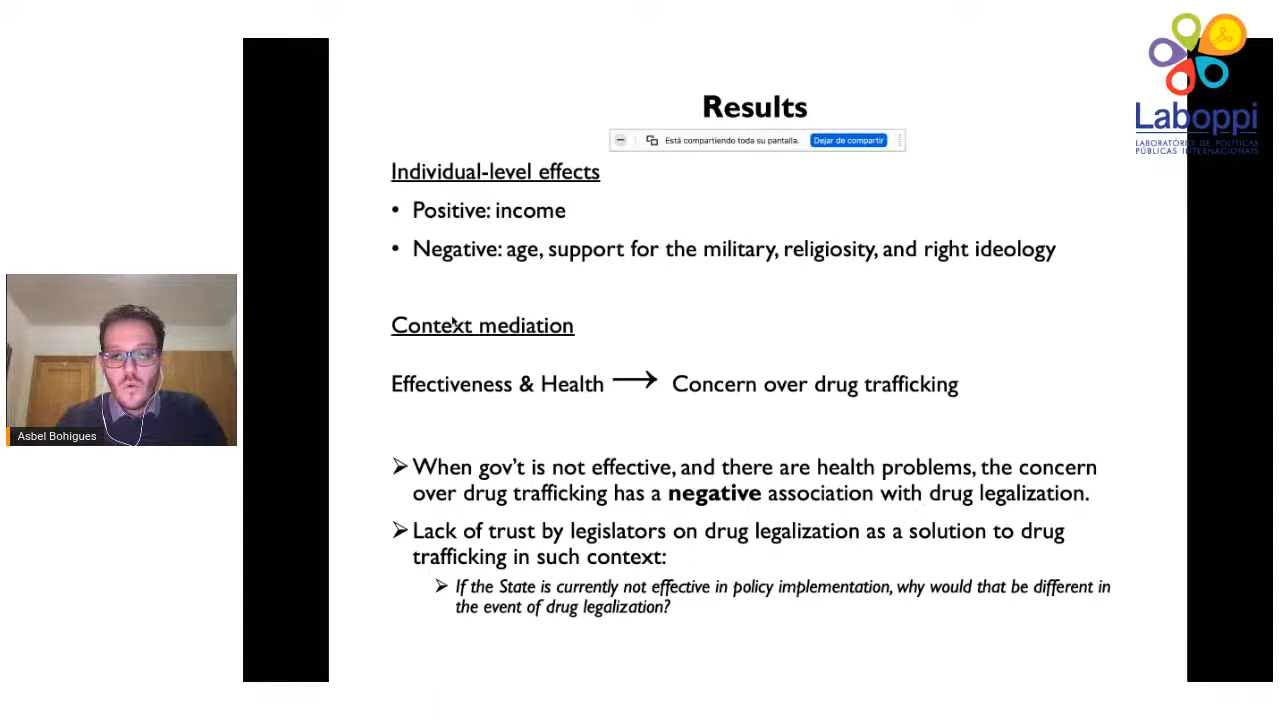 Results
Está compartiendo toda su pantalla. Dejar de compartir
Individual-level effects
• Positive: income
• Negative: age, support for the military, religiosity, and right ideology
Context mediation
Effectiveness & Health → Concern over drug trafficking
➢ When gov't is not effective, and there are health problems, the concern
over drug trafficking has a negative association with drug legalization.
➢ Lack of trust by legislators on drug legalization as a solution to drug
trafficking in such context:
➢ If the State is currently not effective in policy implementation, why would that be different in
the event of drug legalization?
Asbel Bohigues
Laboppi
LABORATÓRIO DE POLÍTICAS
PÚBLICAS INTERNACIONAIS